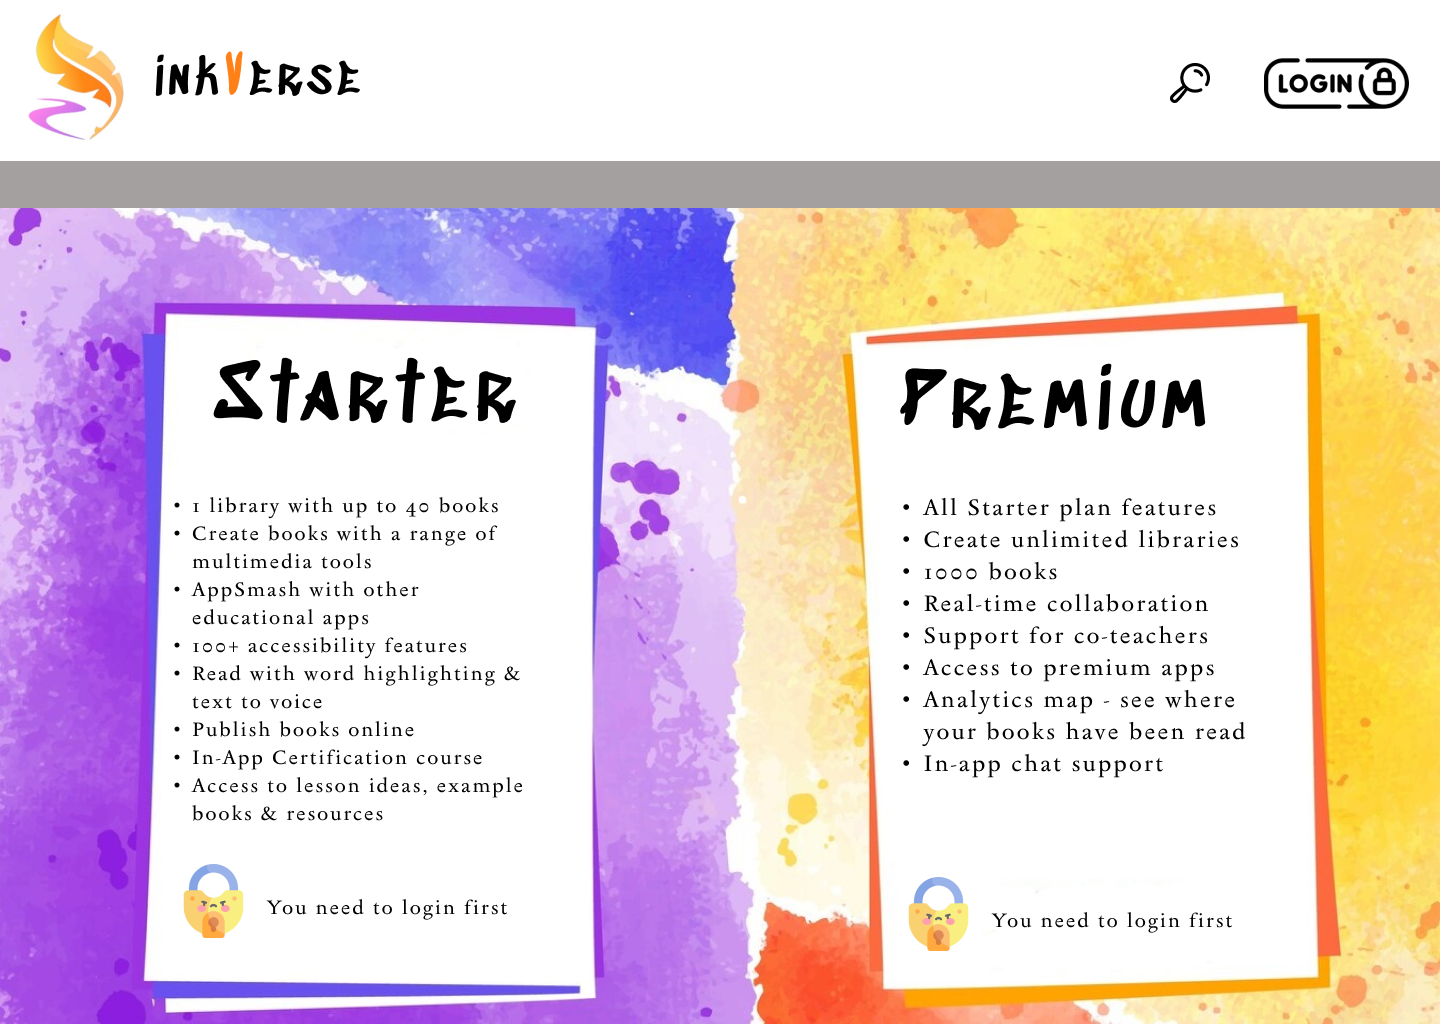 inkVerse
LOGIN
Starter
• 1 library with up to 40 books
• Create books with a range of
multimedia tools
• AppSmash with other
educational apps
• 100+ accessibility features
• Read with word highlighting &
text to voice
• Publish books online
• In-App Certification course
• Access to lesson ideas, example
books & resources
You need to login first
Premium
• All Starter plan features
• Create unlimited libraries
• 1000 books
• Real-time collaboration
• Support for co-teachers
• Access to premium apps
• Analytics map - see where
your books have been read
• In-app chat support
You need to login first